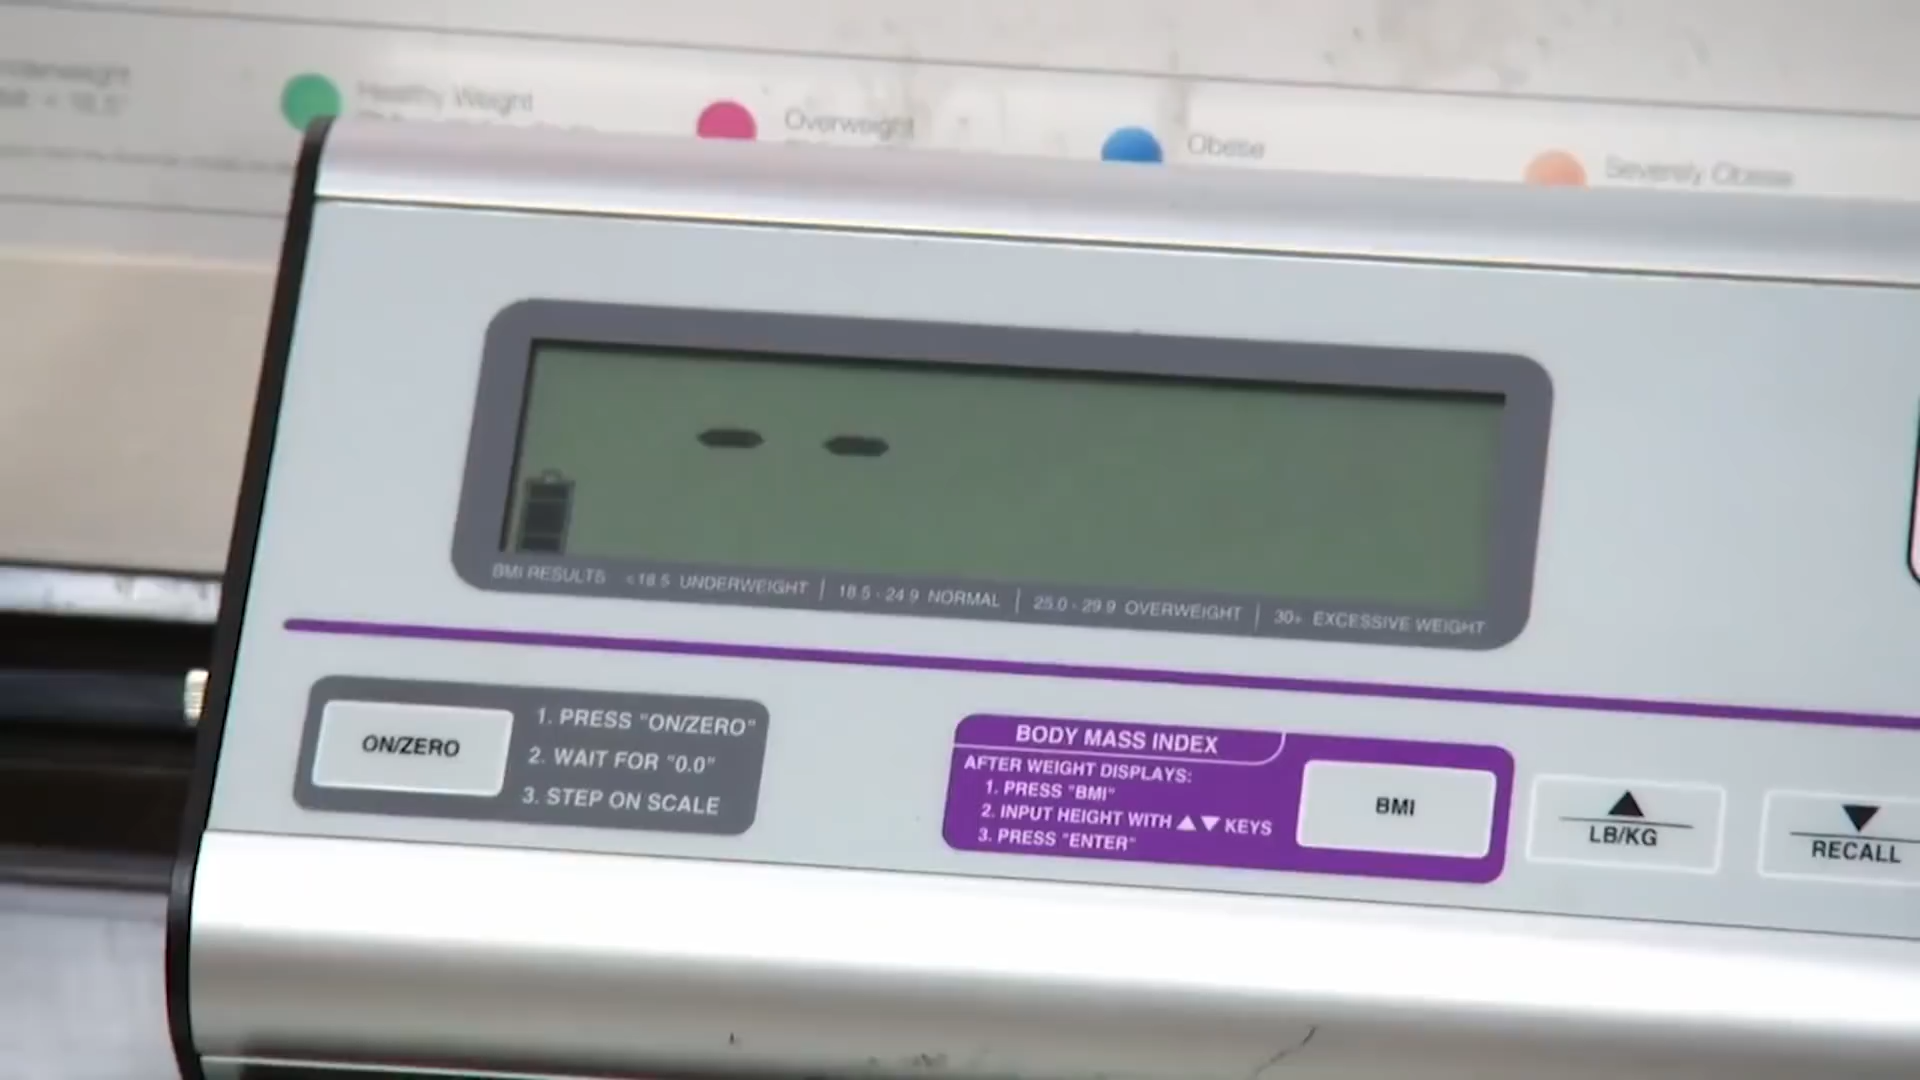 Healthy Weight
Overweight
Obese
Severely Obese
- -
BMI RESULTS <18.5 UNDERWEIGHT | 18.5 - 24.9 NORMAL | 25.0 - 29.9 OVERWEIGHT | 30+ EXCESSIVE WEIGHT
ON/ZERO
1. PRESS "ON/ZERO"
2. WAIT FOR "0.0"
3. STEP ON SCALE
BODY MASS INDEX
AFTER WEIGHT DISPLAYS:
1. PRESS "BMI"
2. INPUT HEIGHT WITH ▲▼ KEYS
3. PRESS "ENTER"
BMI
▲
LB/KG
▼
RECALL